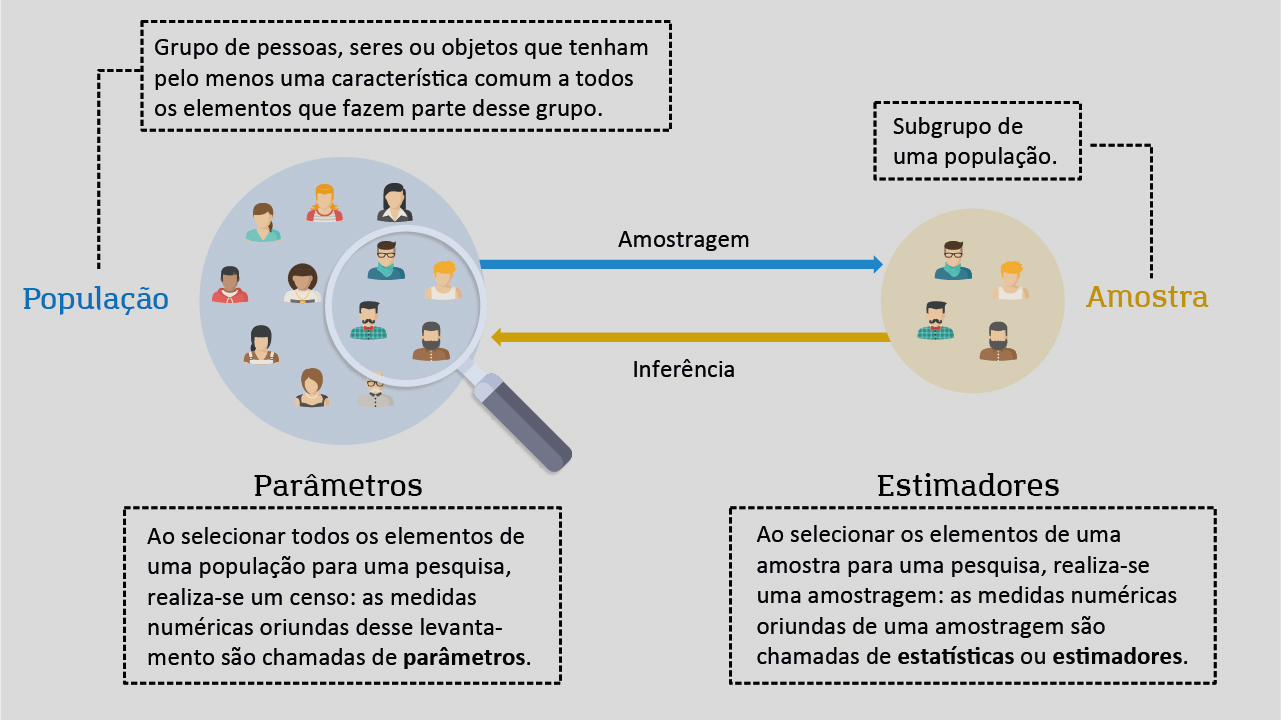 Grupo de pessoas, seres ou objetos que tenham
pelo menos uma característica comum a todos
os elementos que fazem parte desse grupo.
Subgrupo de
uma população.
Amostragem
População
Amostra
Inferência
Parâmetros
Ao selecionar todos os elementos de
uma população para uma pesquisa,
realiza-se um censo: as medidas
numéricas oriundas desse levanta-
mento são chamadas de parâmetros.
Estimadores
Ao selecionar os elementos de uma
amostra para uma pesquisa, realiza-se
uma amostragem: as medidas numéricas
oriundas de uma amostragem são
chamadas de estatísticas ou estimadores.